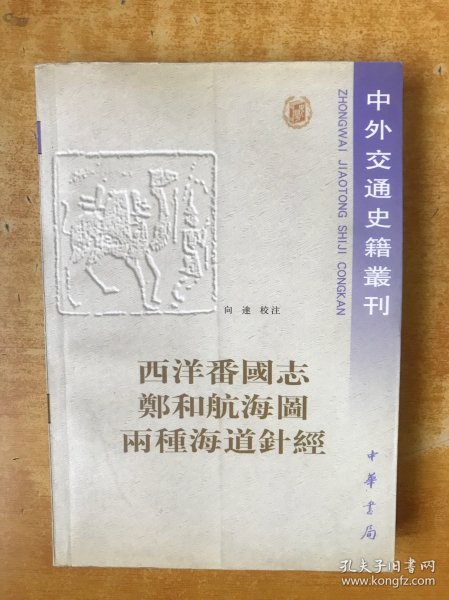 中外交通史籍叢刊
ZHONGWAI JIAOTONG SHIJI CONGKAN
向達 校注
西洋番國志
鄭和航海圖
兩種海道針經
中華書局
孔夫子旧书网
www.kongfz.com